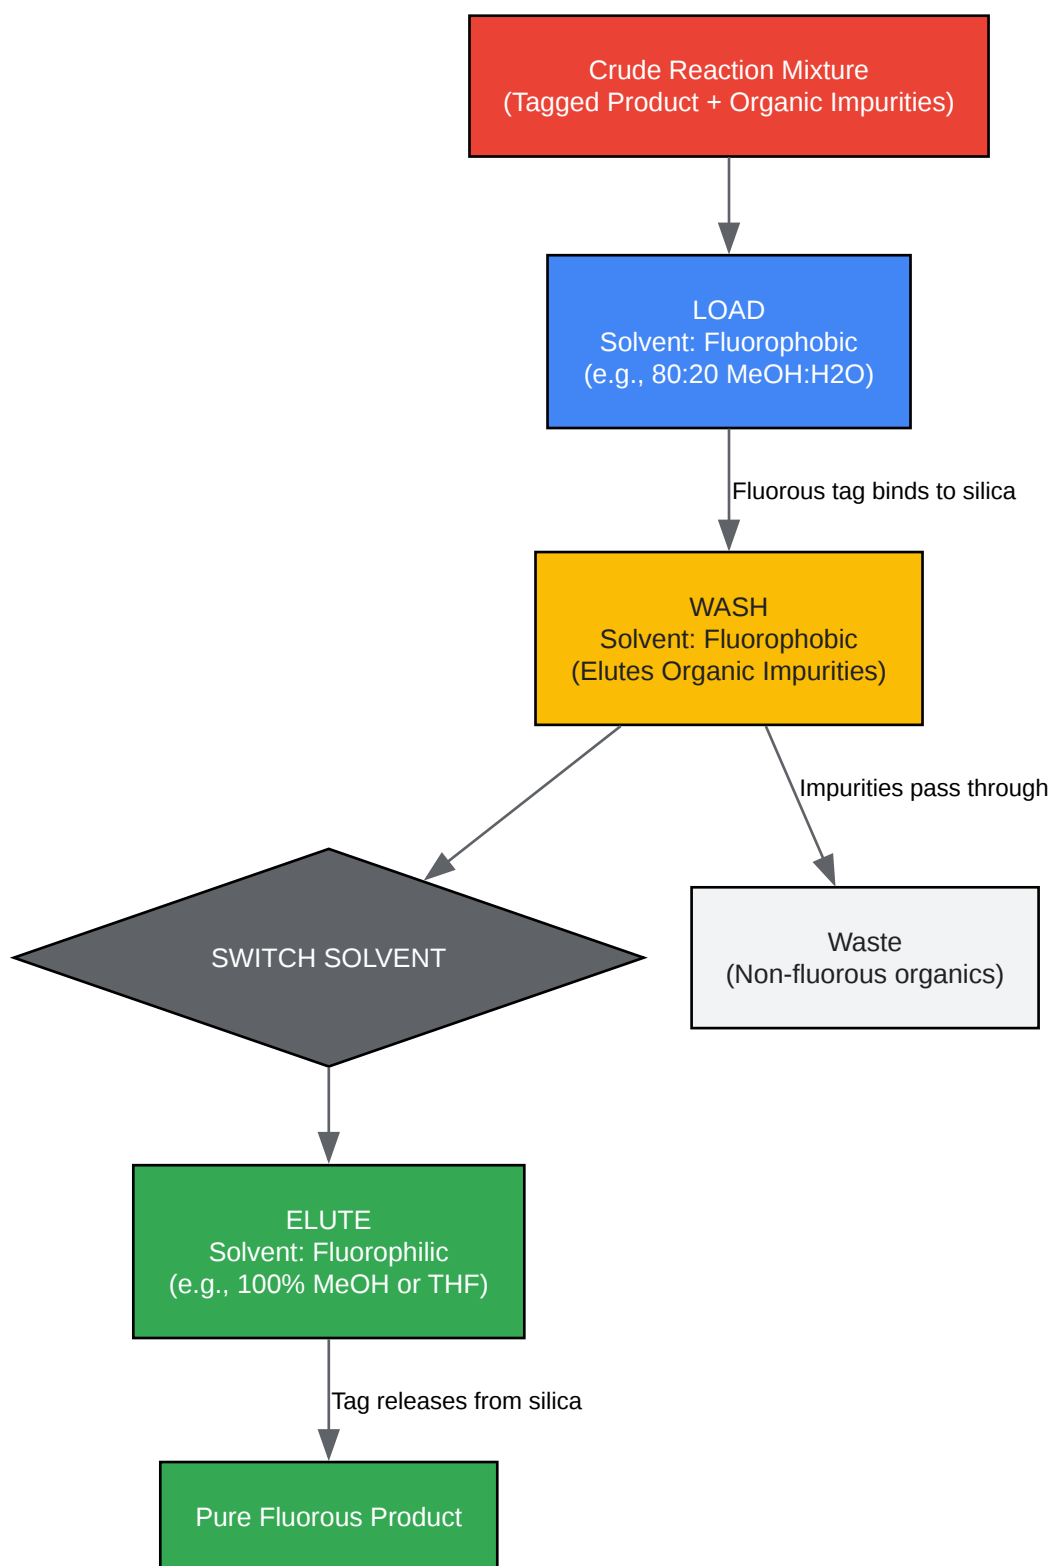 Crude Reaction Mixture
(Tagged Product + Organic Impurities)
LOAD
Solvent: Fluorophobic
(e.g., 80:20 MeOH:H2O)
Fluorous tag binds to silica
WASH
Solvent: Fluorophobic
(Elutes Organic Impurities)
Impurities pass through
SWITCH SOLVENT
Waste
(Non-fluorous organics)
ELUTE
Solvent: Fluorophilic
(e.g., 100% MeOH or THF)
Tag releases from silica
Pure Fluorous Product